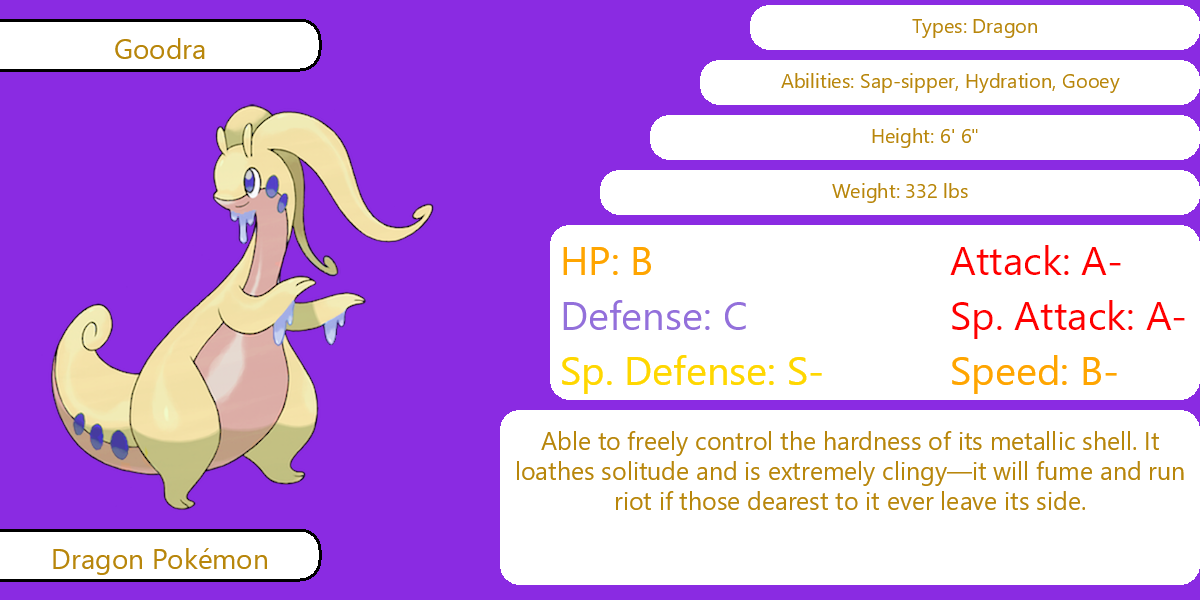 Goodra
Types: Dragon
Abilities: Sap-sipper, Hydration, Gooey
Height: 6' 6"
Weight: 332 lbs
HP: B
Attack: A-
Defense: C
Sp. Attack: A-
Sp. Defense: S-
Speed: B-
Able to freely control the hardness of its metallic shell. It
loathes solitude and is extremely clingy—it will fume and run
riot if those dearest to it ever leave its side.
Dragon Pokémon